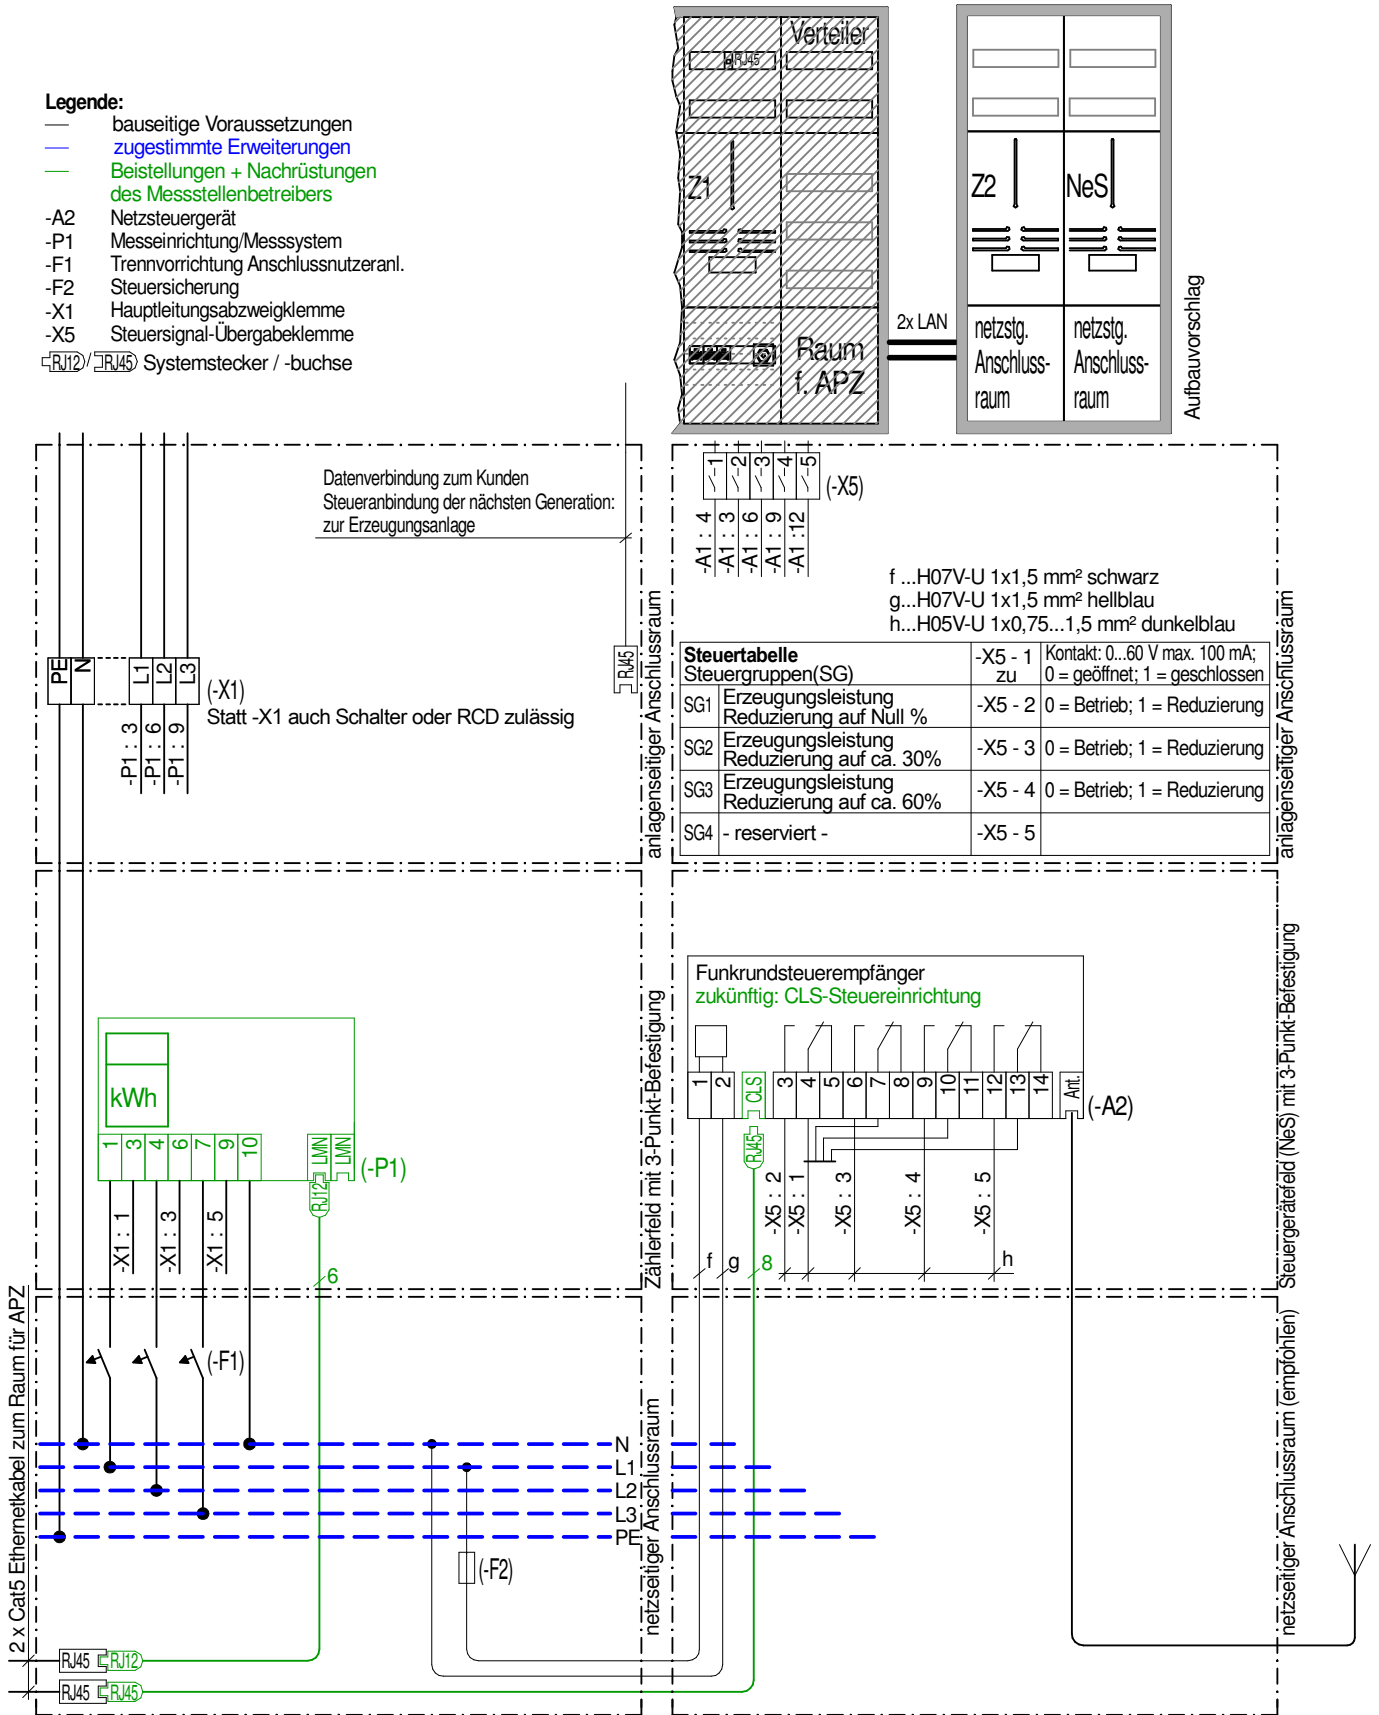 Legende:
bauseitige Voraussetzungen
zugestimmte Erweiterungen
Beistellungen + Nachrüstungen
des Messstellenbetreibers
-A2 Netzsteuergerät
-P1 Messeinrichtung/Messsystem
-F1 Trennvorrichtung Anschlussnutzeranl.
-F2 Steuersicherung
-X1 Hauptleitungsabzweigklemme
-X5 Steuersignal-Übergabeklemme
RJ12 / RJ45 Systemstecker / -buchse
Verteiler
RJ45
Z1
Raum
f. APZ
2x LAN
Z2
NeS
netzstg.
Anschluss-
raum
netzstg.
Anschluss-
raum
Aufbauvorschlag
Datenverbindung zum Kunden
Steueranbindung der nächsten Generation:
zur Erzeugungsanlage
RJ45
anlagenseitiger Anschlussraum
PE N L1 L2 L3 (-X1)
Statt -X1 auch Schalter oder RCD zulässig
-P1 : 3
-P1 : 6
-P1 : 9
1 2 3 4 5 (-X5)
-A1 : 4
-A1 : 3
-A1 : 6
-A1 : 9
-A1 :12
f ...H07V-U 1x1,5 mm² schwarz
g...H07V-U 1x1,5 mm² hellblau
h...H05V-U 1x0,75...1,5 mm² dunkelblau
Steuertabelle
Steuergruppen(SG)
-X5 - 1
zu
Kontakt: 0...60 V max. 100 mA;
0 = geöffnet; 1 = geschlossen
SG1 Erzeugungsleistung
Reduzierung auf Null %
-X5 - 2 0 = Betrieb; 1 = Reduzierung
SG2 Erzeugungsleistung
Reduzierung auf ca. 30%
-X5 - 3 0 = Betrieb; 1 = Reduzierung
SG3 Erzeugungsleistung
Reduzierung auf ca. 60%
-X5 - 4 0 = Betrieb; 1 = Reduzierung
SG4 - reserviert - -X5 - 5
anlagenseitiger Anschlussraum
kWh
1 3 4 6 7 9 10 LMN LMN (-P1)
RJ12
-X1 : 1
-X1 : 3
-X1 : 5
6
Zählerfeld mit 3-Punkt-Befestigung
Funkrundsteuerempfänger
zukünftig: CLS-Steuereinrichtung
1 2 CLS 3 4 5 6 7 8 9 10 11 12 13 14 Ant. (-A2)
RJ45
-X5 : 2
-X5 : 1
-X5 : 3
-X5 : 4
-X5 : 5
f g 8 h
Steuergerätefeld (NeS) mit 3-Punkt-Befestigung
2 x Cat5 Ethernetkabel zum Raum für APZ
(-F1)
N
L1
L2
L3
PE
(-F2)
RJ45 RJ12
RJ45 RJ45
netzseitiger Anschlussraum
netzseitiger Anschlussraum (empfohlen)